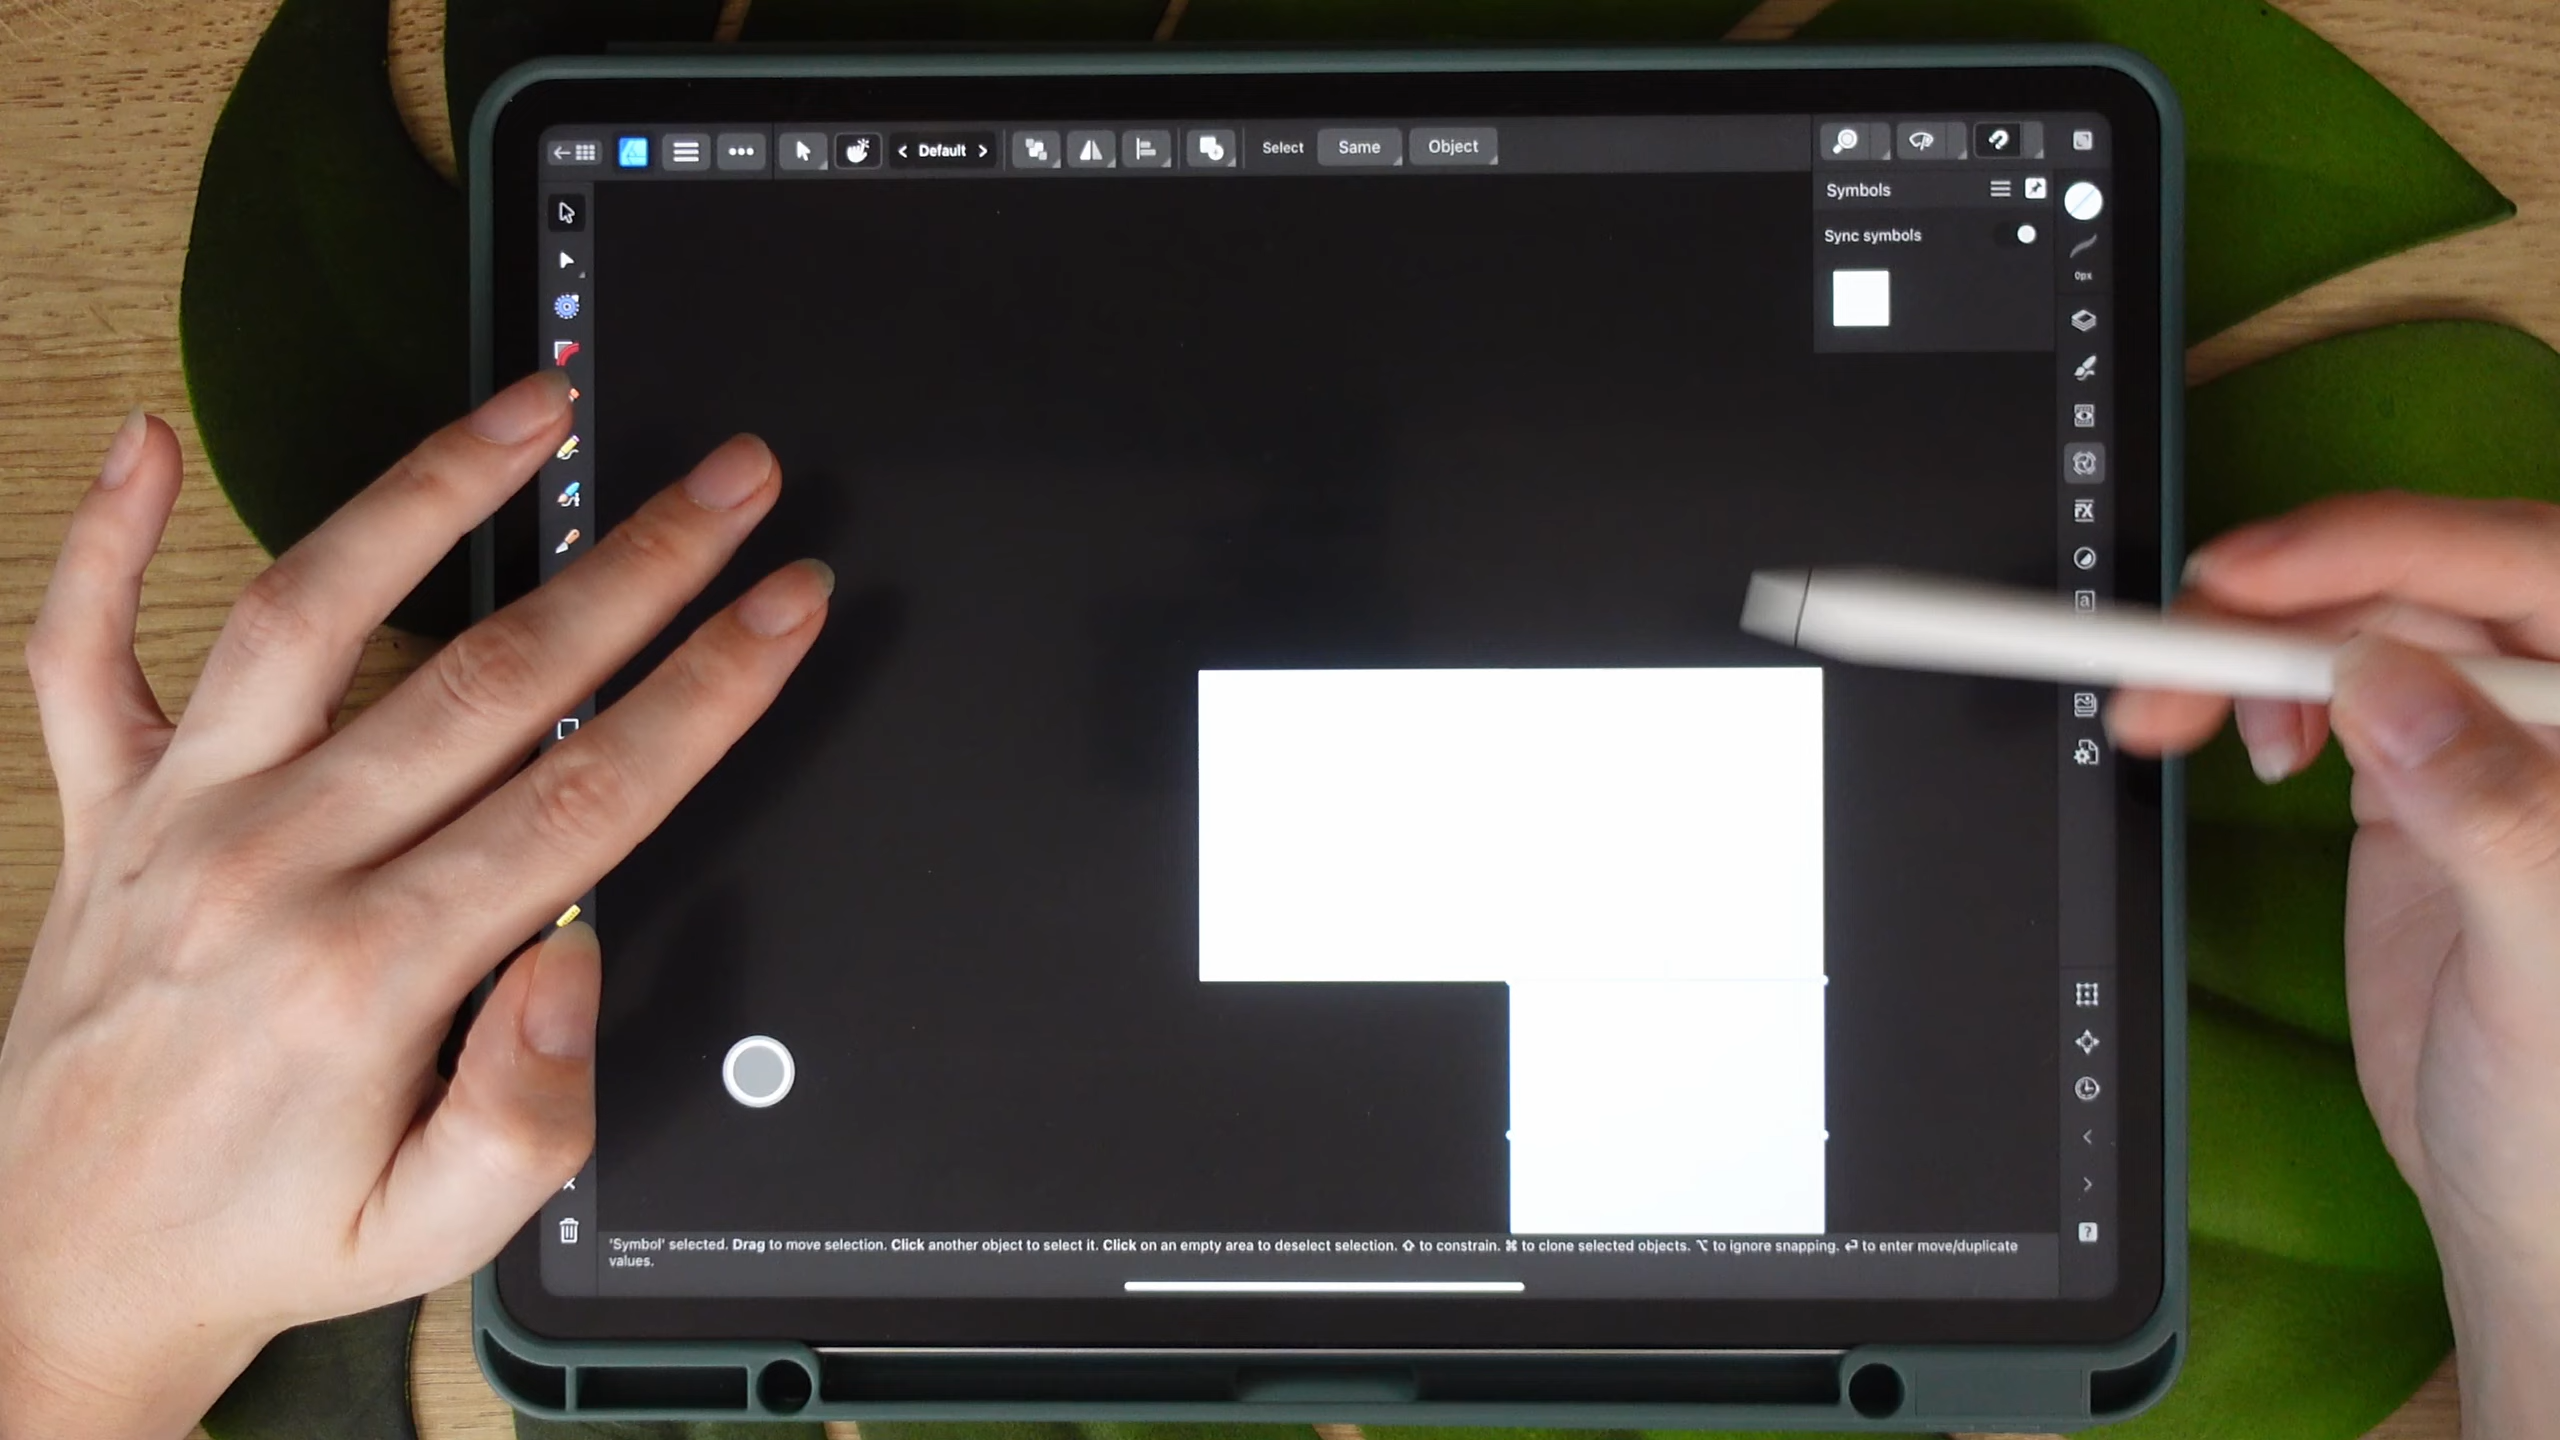 < Default >
Select
Same
Object
Symbols
Sync symbols
0px
FX
a
'Symbol' selected. Drag to move selection. Click another object to select it. Click on an empty area to deselect selection. ⇧ to constrain. ⌘ to clone selected objects. ⌥ to ignore snapping. ⏎ to enter move/duplicate
values.
?